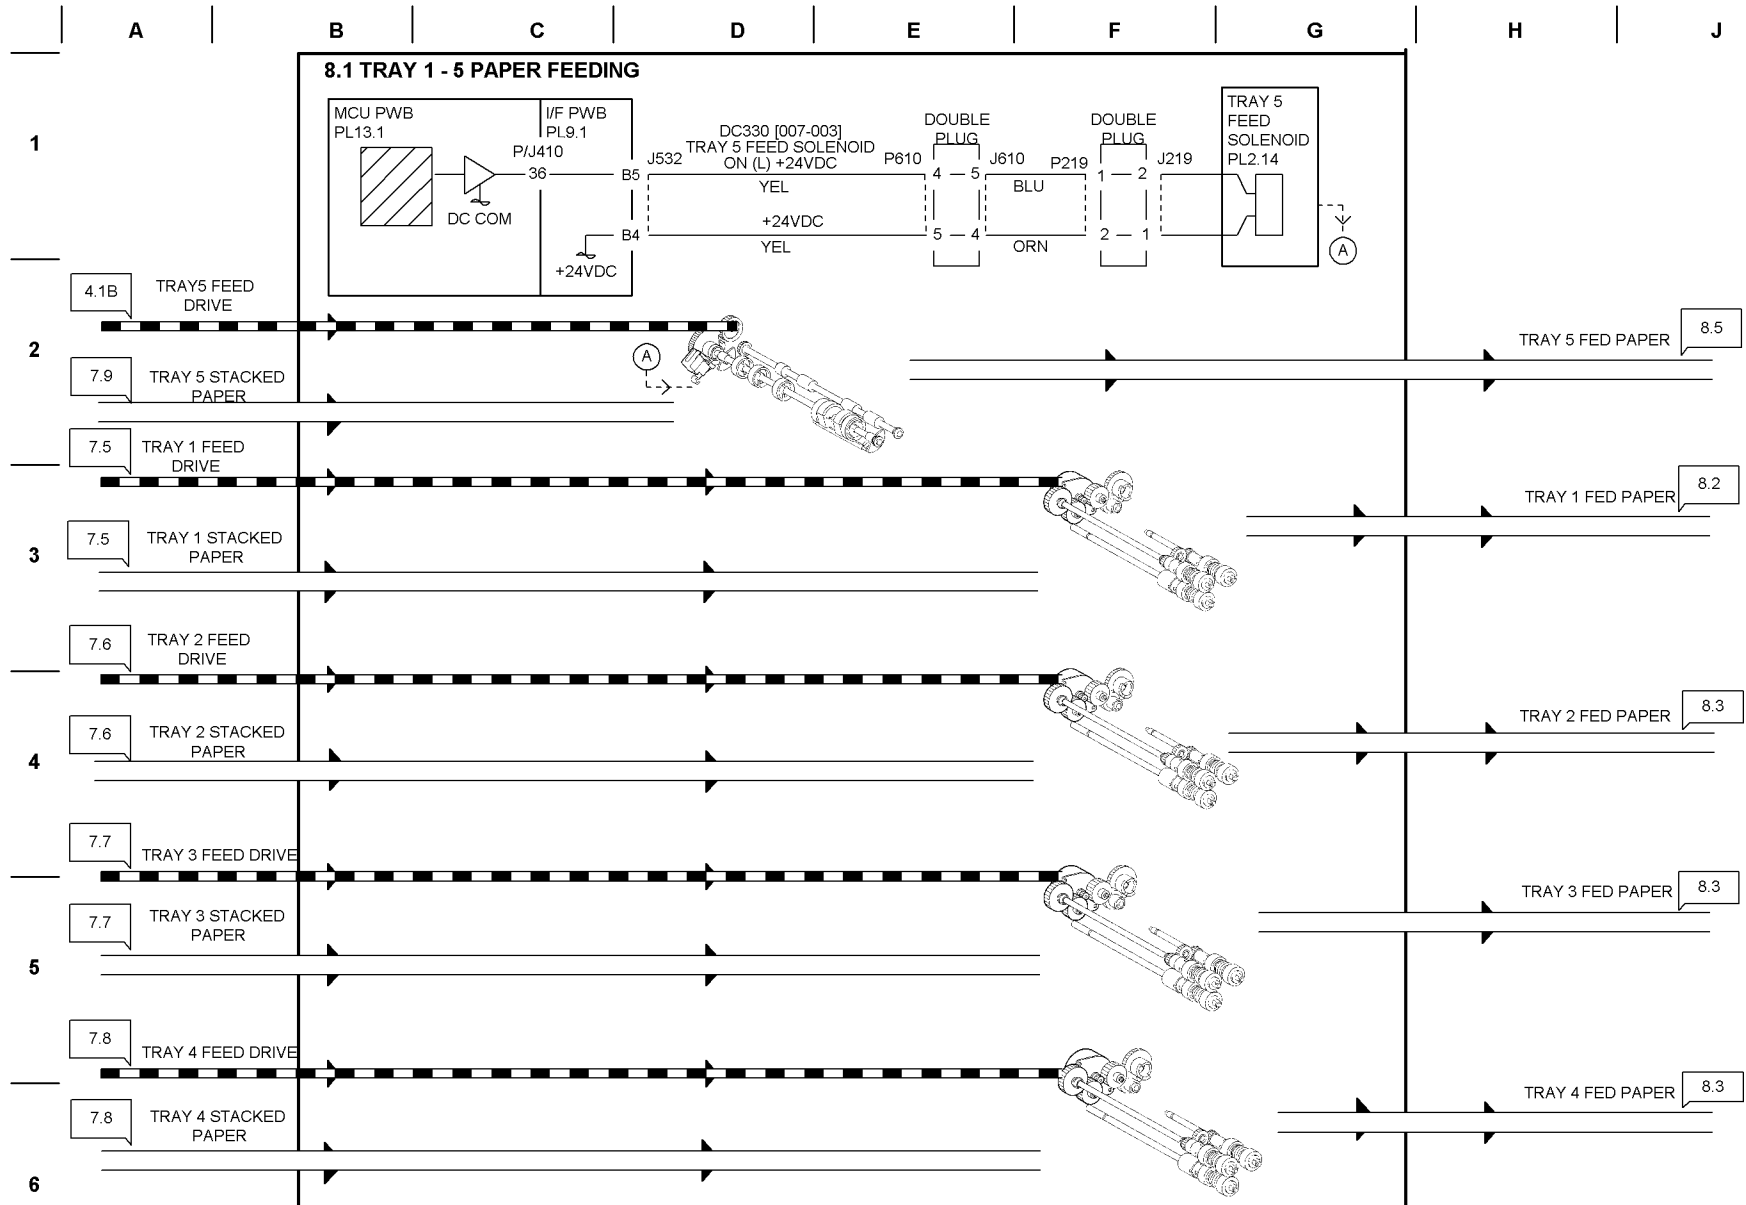 A B C D E F G H J
8.1 TRAY 1 - 5 PAPER FEEDING
1
MCU PWB
PL13.1
I/F PWB
PL9.1
P/J410
36
DC COM
+24VDC
B5
B4
J532
DC330 [007-003]
TRAY 5 FEED SOLENOID
ON (L) +24VDC
YEL
+24VDC
YEL
P610
DOUBLE
PLUG
4 5
5 4
J610
BLU
ORN
P219
DOUBLE
PLUG
1 2
2 1
J219
TRAY 5
FEED
SOLENOID
PL2.14
A
2
4.1B
TRAY5 FEED
DRIVE
7.9
TRAY 5 STACKED
PAPER
A
TRAY 5 FED PAPER
8.5
7.5
TRAY 1 FEED
DRIVE
3
7.5
TRAY 1 STACKED
PAPER
TRAY 1 FED PAPER
8.2
7.6
TRAY 2 FEED
DRIVE
4
7.6
TRAY 2 STACKED
PAPER
TRAY 2 FED PAPER
8.3
7.7
TRAY 3 FEED DRIVE
5
7.7
TRAY 3 STACKED
PAPER
TRAY 3 FED PAPER
8.3
7.8
TRAY 4 FEED DRIVE
6
7.8
TRAY 4 STACKED
PAPER
TRAY 4 FED PAPER
8.3